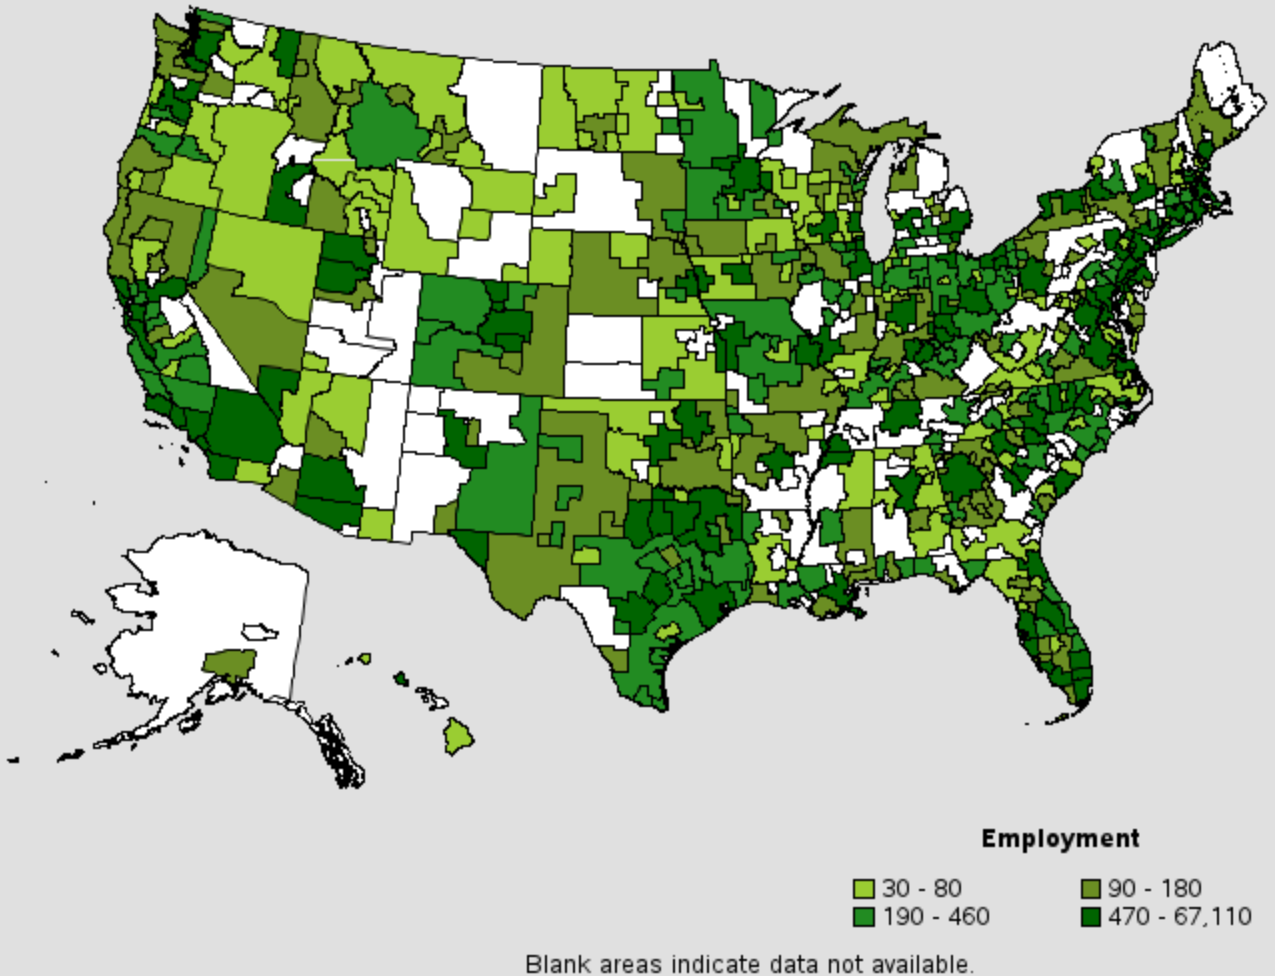 Employment
30 - 80
90 - 180
190 - 460
470 - 67,110
Blank areas indicate data not available.